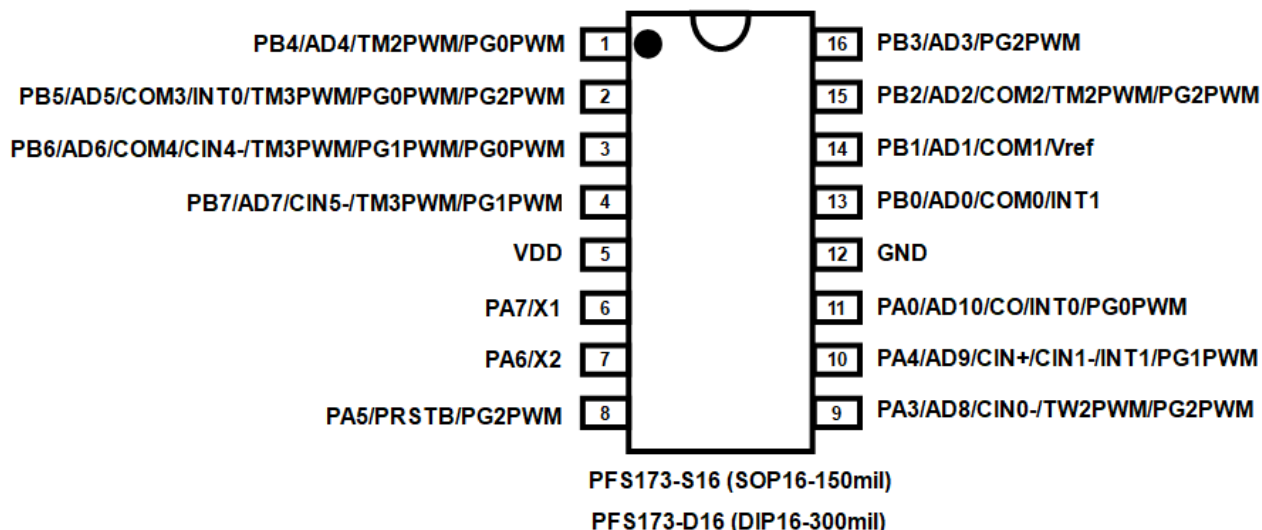 PB4/AD4/TM2PWM/PG0PWM 1 16 PB3/AD3/PG2PWM
PB5/AD5/COM3/INT0/TM3PWM/PG0PWM/PG2PWM 2 15 PB2/AD2/COM2/TM2PWM/PG2PWM
PB6/AD6/COM4/CIN4-/TM3PWM/PG1PWM/PG0PWM 3 14 PB1/AD1/COM1/Vref
PB7/AD7/CIN5-/TM3PWM/PG1PWM 4 13 PB0/AD0/COM0/INT1
VDD 5 12 GND
PA7/X1 6 11 PA0/AD10/CO/INT0/PG0PWM
PA6/X2 7 10 PA4/AD9/CIN+/CIN1-/INT1/PG1PWM
PA5/PRSTB/PG2PWM 8 9 PA3/AD8/CIN0-/TW2PWM/PG2PWM
PFS173-S16 (SOP16-150mil)
PFS173-D16 (DIP16-300mil)